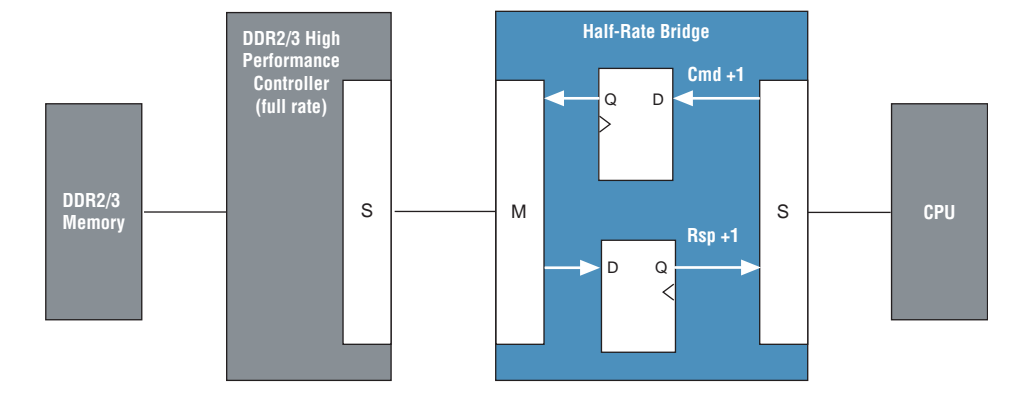 DDR2/3
Memory
DDR2/3 High
Performance
Controller
(full rate)
S
Half-Rate Bridge
M
Q
D
Cmd +1
D
Q
Rsp +1
S
CPU